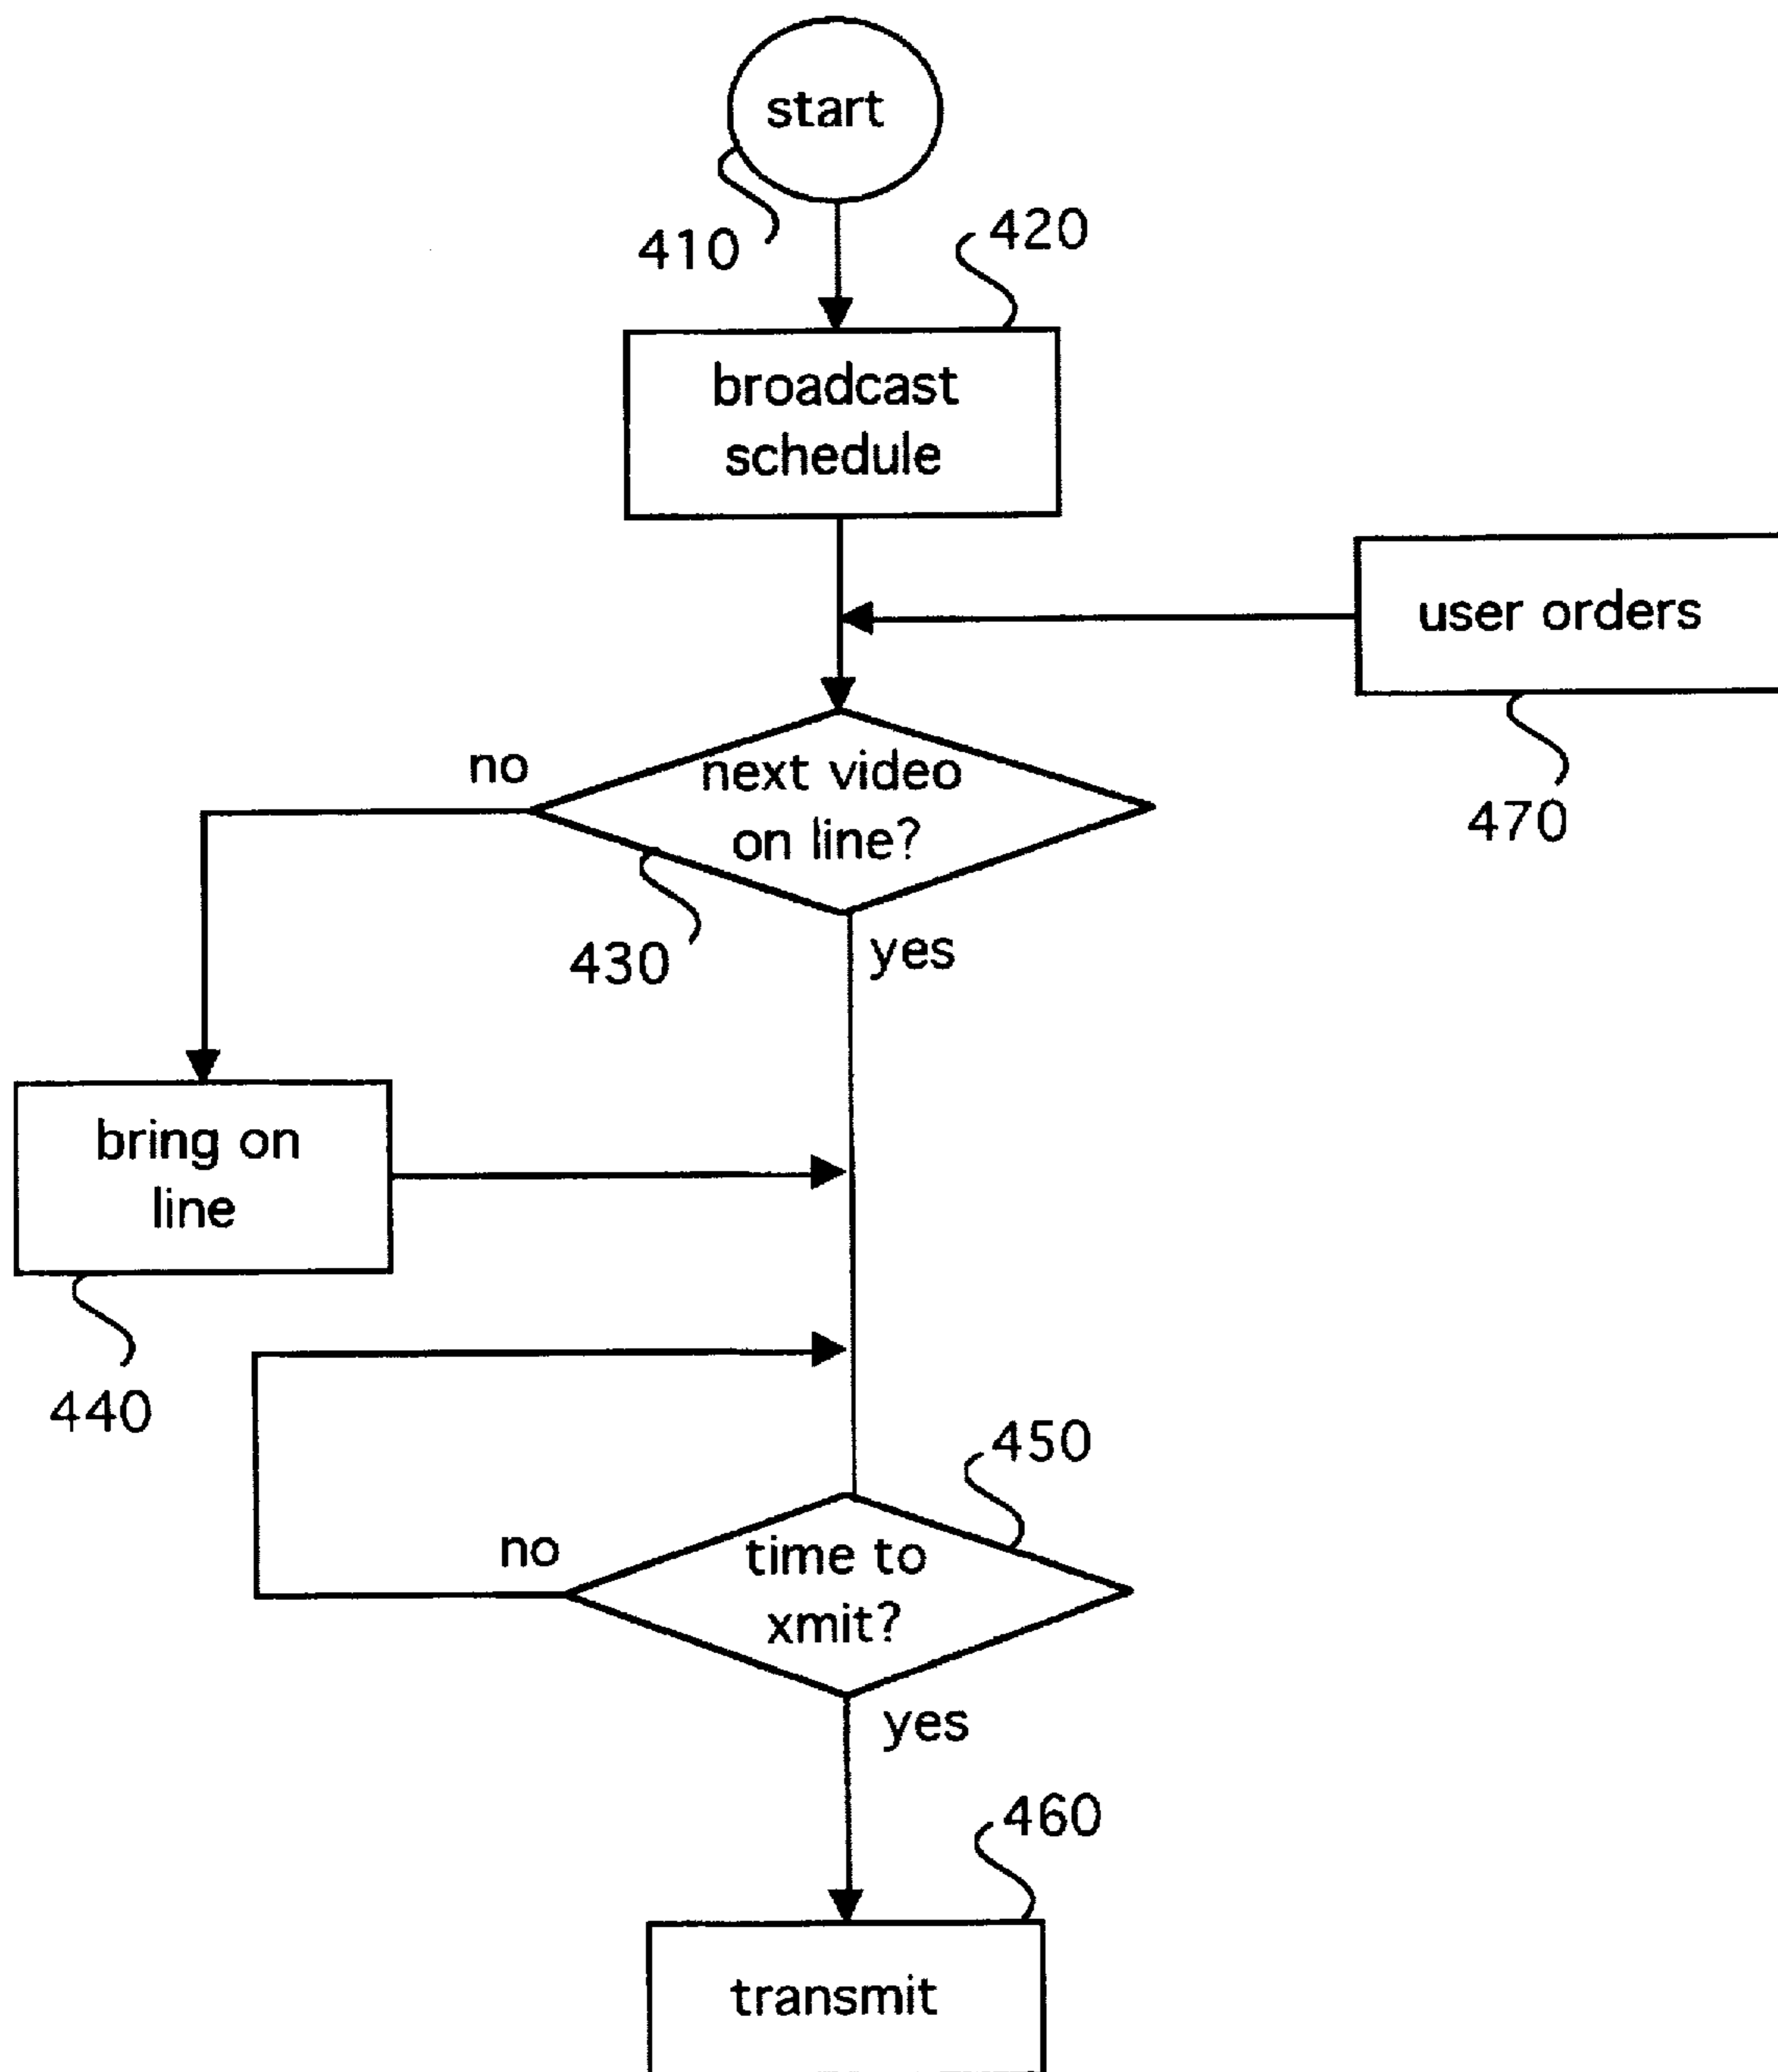 start
410
420
broadcast
schedule
user orders
470
no
next video
on line?
430
yes
bring on
line
440
450
no
time to
xmit?
yes
460
transmit